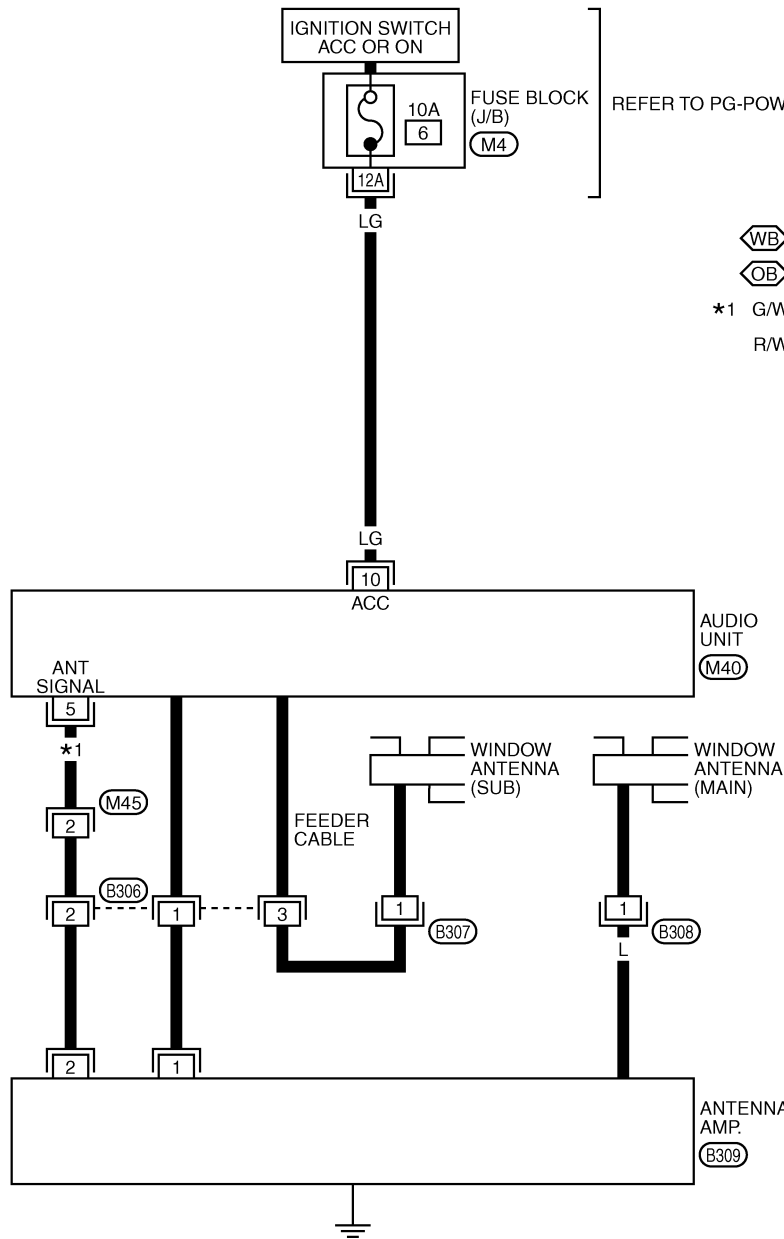 IGNITION SWITCH
ACC OR ON
10A
6
FUSE BLOCK
(J/B)
M4
REFER TO PG-POW
12A
LG
WB
OB
*1 G/W
R/W
LG
10
ACC
AUDIO
UNIT
M40
ANT
SIGNAL
5
*1
M45
2
FEEDER
CABLE
WINDOW
ANTENNA
(SUB)
WINDOW
ANTENNA
(MAIN)
B306
2
1
3
1
B307
1
B308
L
2
1
ANTENNA
AMP.
B309